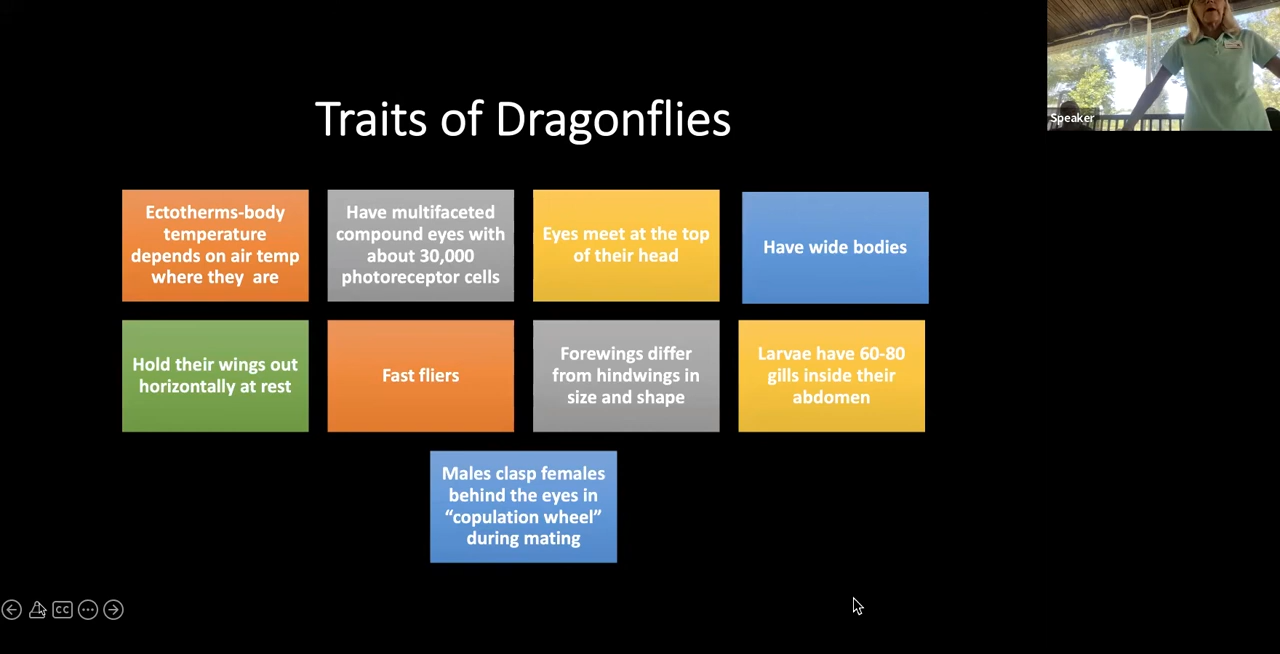 Traits of Dragonflies
Speaker
Ectotherms-body
temperature
depends on air temp
where they are
Have multifaceted
compound eyes with
about 30,000
photoreceptor cells
Eyes meet at the top
of their head
Have wide bodies
Hold their wings out
horizontally at rest
Fast fliers
Forewings differ
from hindwings in
size and shape
Larvae have 60-80
gills inside their
abdomen
Males clasp females
behind the eyes in
“copulation wheel”
during mating
CC